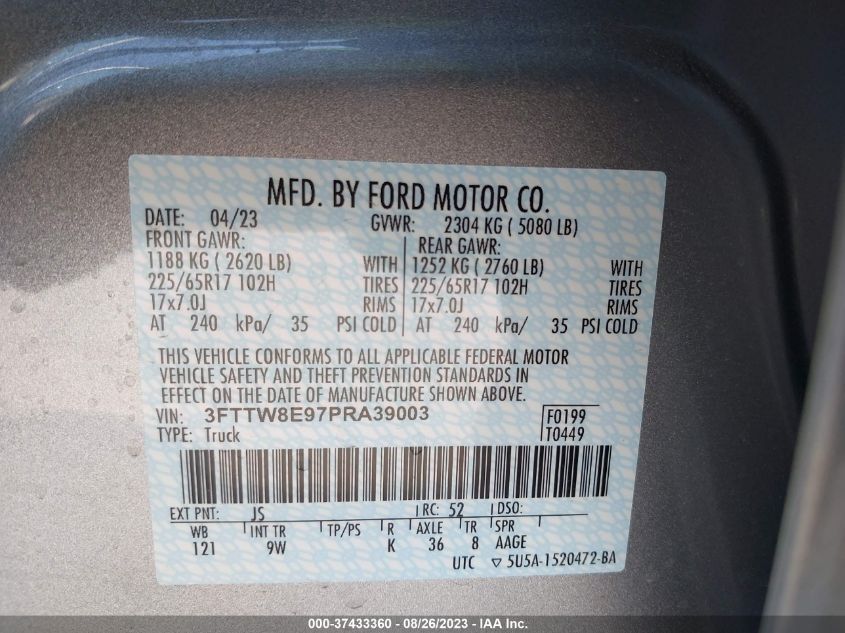 MFD. BY FORD MOTOR CO.
DATE: 04/23 GVWR: 2304 KG ( 5080 LB)
FRONT GAWR: REAR GAWR:
1188 KG ( 2620 LB) WITH 1252 KG ( 2760 LB) WITH
225/65R17 102H TIRES 225/65R17 102H TIRES
17x7.0J RIMS 17x7.0J RIMS
AT 240 kPa/ 35 PSI COLD AT 240 kPa/ 35 PSI COLD
THIS VEHICLE CONFORMS TO ALL APPLICABLE FEDERAL MOTOR
VEHICLE SAFETY AND THEFT PREVENTION STANDARDS IN
EFFECT ON THE DATE OF MANUFACTURE SHOWN ABOVE.
VIN: 3FTTW8E97PRA39003 F0199
TYPE: Truck T0449
EXT PNT: JS RC: 52 DSO:
WB INT TR TP/PS R AXLE TR SPR
121 9W K 36 8 AAGE
UTC ▽ 5U5A-1520472-BA
000-37433360 - 08/26/2023 - IAA Inc.